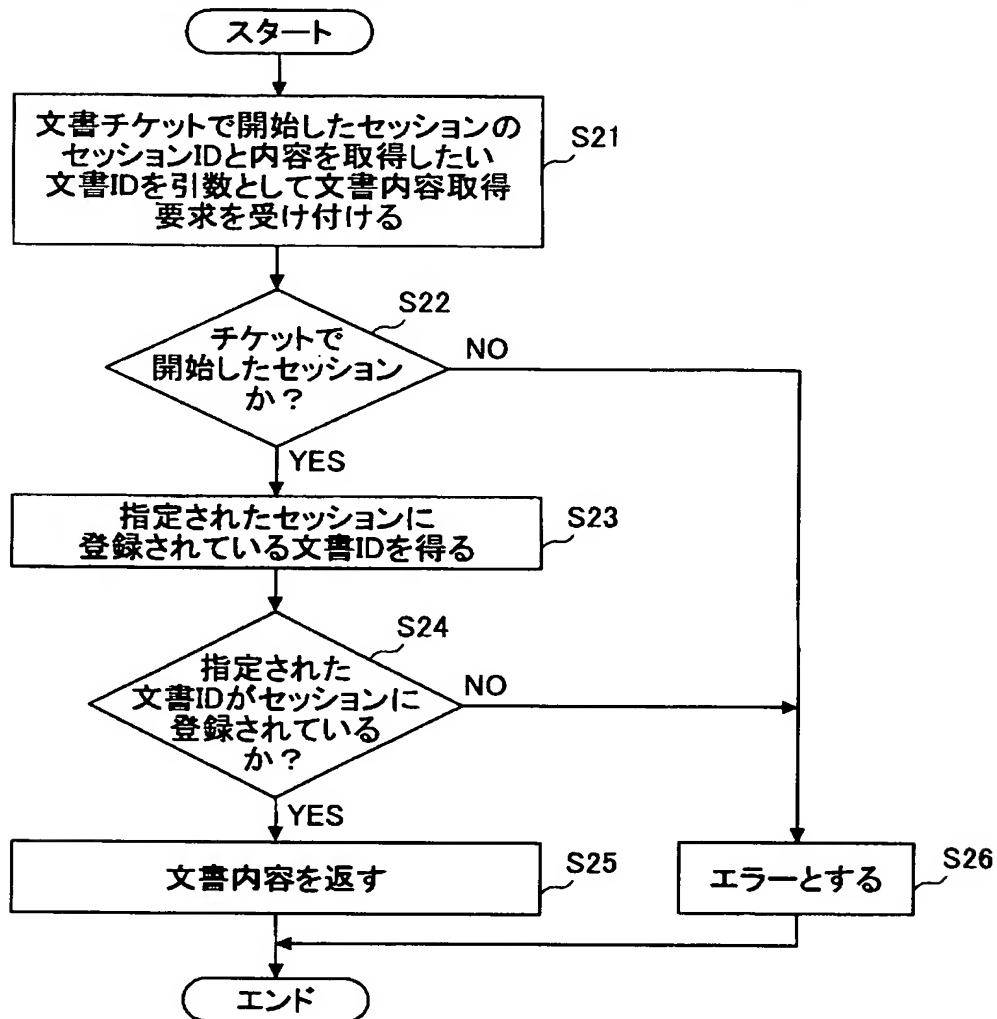 スタート
文書チケットで開始したセッションの
セッションIDと内容を取得したい
文書IDを引数として文書内容取得
要求を受け付ける
S21
S22
チケットで
開始したセッション
か？
NO
YES
指定されたセッションに
登録されている文書IDを得る
S23
S24
指定された
文書IDがセッションに
登録されている
か？
NO
YES
文書内容を返す
S25
エラーとする
S26
エンド